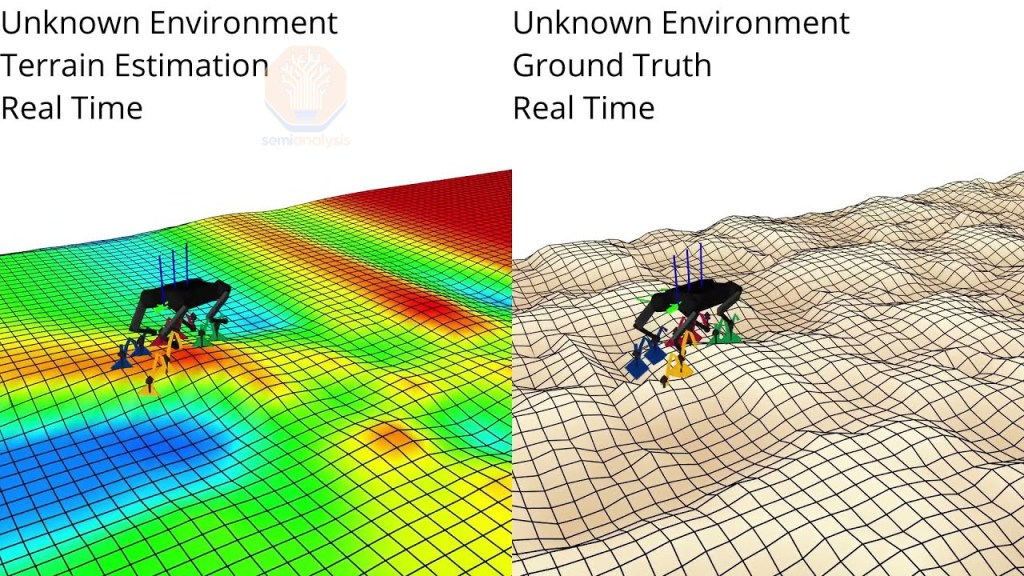 Unknown Environment
Terrain Estimation
Real Time
semianalysis
Unknown Environment
Ground Truth
Real Time